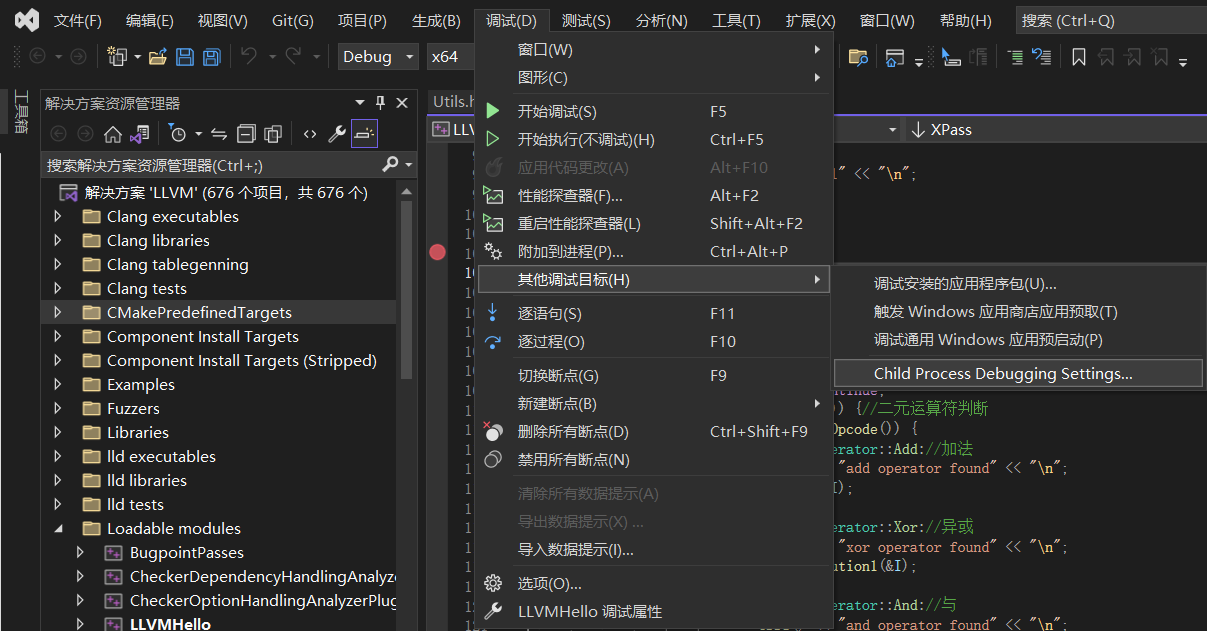 文件(F) 编辑(E) 视图(V) Git(G) 项目(P) 生成(B) 调试(D) 测试(S) 分析(N) 工具(T) 扩展(X) 窗口(W) 帮助(H) 搜索 (Ctrl+Q)
Debug x64
工具箱
解决方案资源管理器
搜索解决方案资源管理器(Ctrl+;)
解决方案 'LLVM' (676 个项目，共 676 个)
Clang executables
Clang libraries
Clang tablegenning
Clang tests
CMakePredefinedTargets
Component Install Targets
Component Install Targets (Stripped)
Examples
Fuzzers
Libraries
lld executables
lld libraries
lld tests
Loadable modules
BugpointPasses
CheckerDependencyHandlingAnalyze
CheckerOptionHandlingAnalyzerPlug
LLVMHello
Utils.h
LLV
XPass
窗口(W)
图形(C)
开始调试(S) F5
开始执行(不调试)(H) Ctrl+F5
应用代码更改(A) Alt+F10
性能探查器(F)... Alt+F2
重启性能探查器(L) Shift+Alt+F2
附加到进程(P)... Ctrl+Alt+P
其他调试目标(H)
逐语句(S) F11
逐过程(O) F10
切换断点(G) F9
新建断点(B)
删除所有断点(D) Ctrl+Shift+F9
禁用所有断点(N)
清除所有数据提示(A)
导出数据提示(X) ...
导入数据提示(I)...
选项(O)...
LLVMHello 调试属性
调试安装的应用程序包(U)...
触发 Windows 应用商店应用预取(T)
调试通用 Windows 应用预启动(P)
Child Process Debugging Settings...
" << "\n";
) {//二元运算符判断
Opcode()) {
erator::Add://加法
"add operator found" << "\n";
I);
erator::Xor://异或
"xor operator found" << "\n";
ution1(&I);
erator::And://与
"and operator found" << "\n";